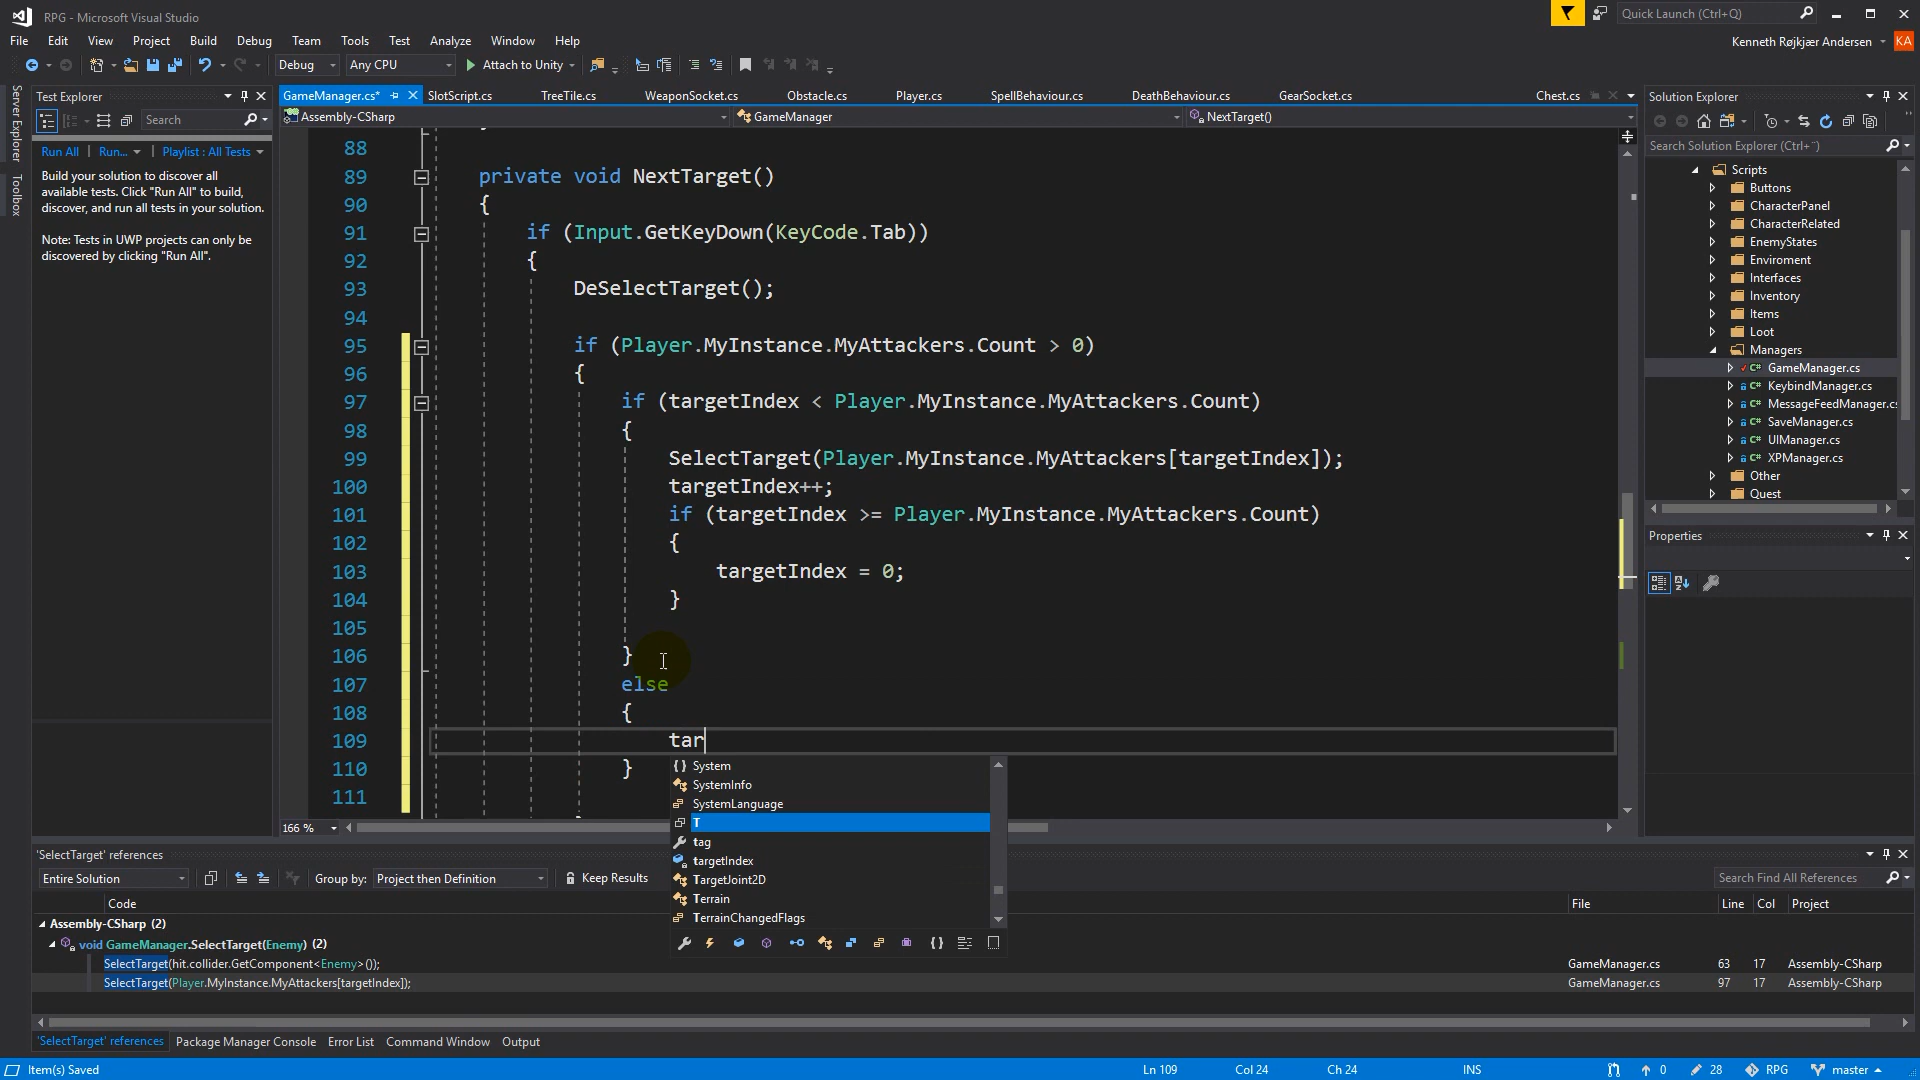 RPG - Microsoft Visual Studio
Quick Launch (Ctrl+Q)
File Edit View Project Build Debug Team Tools Test Analyze Window Help
Kenneth Røjkjær Andersen KA
Debug Any CPU Attach to Unity
Server Explorer
Toolbox
Test Explorer
Search
Run All Run... Playlist : All Tests
Build your solution to discover all
available tests. Click "Run All" to build,
discover, and run all tests in your solution.
Note: Tests in UWP projects can only be
discovered by clicking "Run All".
GameManager.cs* SlotScript.cs TreeTile.cs WeaponSocket.cs Obstacle.cs Player.cs SpellBehaviour.cs DeathBehaviour.cs GearSocket.cs Chest.cs
Assembly-CSharp GameManager NextTarget()
88
89 private void NextTarget()
90 {
91 if (Input.GetKeyDown(KeyCode.Tab))
92 {
93 DeSelectTarget();
94
95 if (Player.MyInstance.MyAttackers.Count > 0)
96 {
97 if (targetIndex < Player.MyInstance.MyAttackers.Count)
98 {
99 SelectTarget(Player.MyInstance.MyAttackers[targetIndex]);
100 targetIndex++;
101 if (targetIndex >= Player.MyInstance.MyAttackers.Count)
102 {
103 targetIndex = 0;
104 }
105
106 }
107 else
108 {
109 tar
110 }
111
System
SystemInfo
SystemLanguage
T
tag
targetIndex
TargetJoint2D
Terrain
TerrainChangedFlags
166 %
Solution Explorer
Search Solution Explorer (Ctrl+¨)
Scripts
Buttons
CharacterPanel
CharacterRelated
EnemyStates
Enviroment
Interfaces
Inventory
Items
Loot
Managers
GameManager.cs
KeybindManager.cs
MessageFeedManager.cs
SaveManager.cs
UIManager.cs
XPManager.cs
Other
Quest
Properties
'SelectTarget' references
Entire Solution Group by: Project then Definition Keep Results Search Find All References
Code File Line Col Project
Assembly-CSharp (2)
void GameManager.SelectTarget(Enemy) (2)
SelectTarget(hit.collider.GetComponent<Enemy>()); GameManager.cs 63 17 Assembly-CSharp
SelectTarget(Player.MyInstance.MyAttackers[targetIndex]); GameManager.cs 97 17 Assembly-CSharp
'SelectTarget' references Package Manager Console Error List Command Window Output
Item(s) Saved Ln 109 Col 24 Ch 24 INS 0 28 RPG master